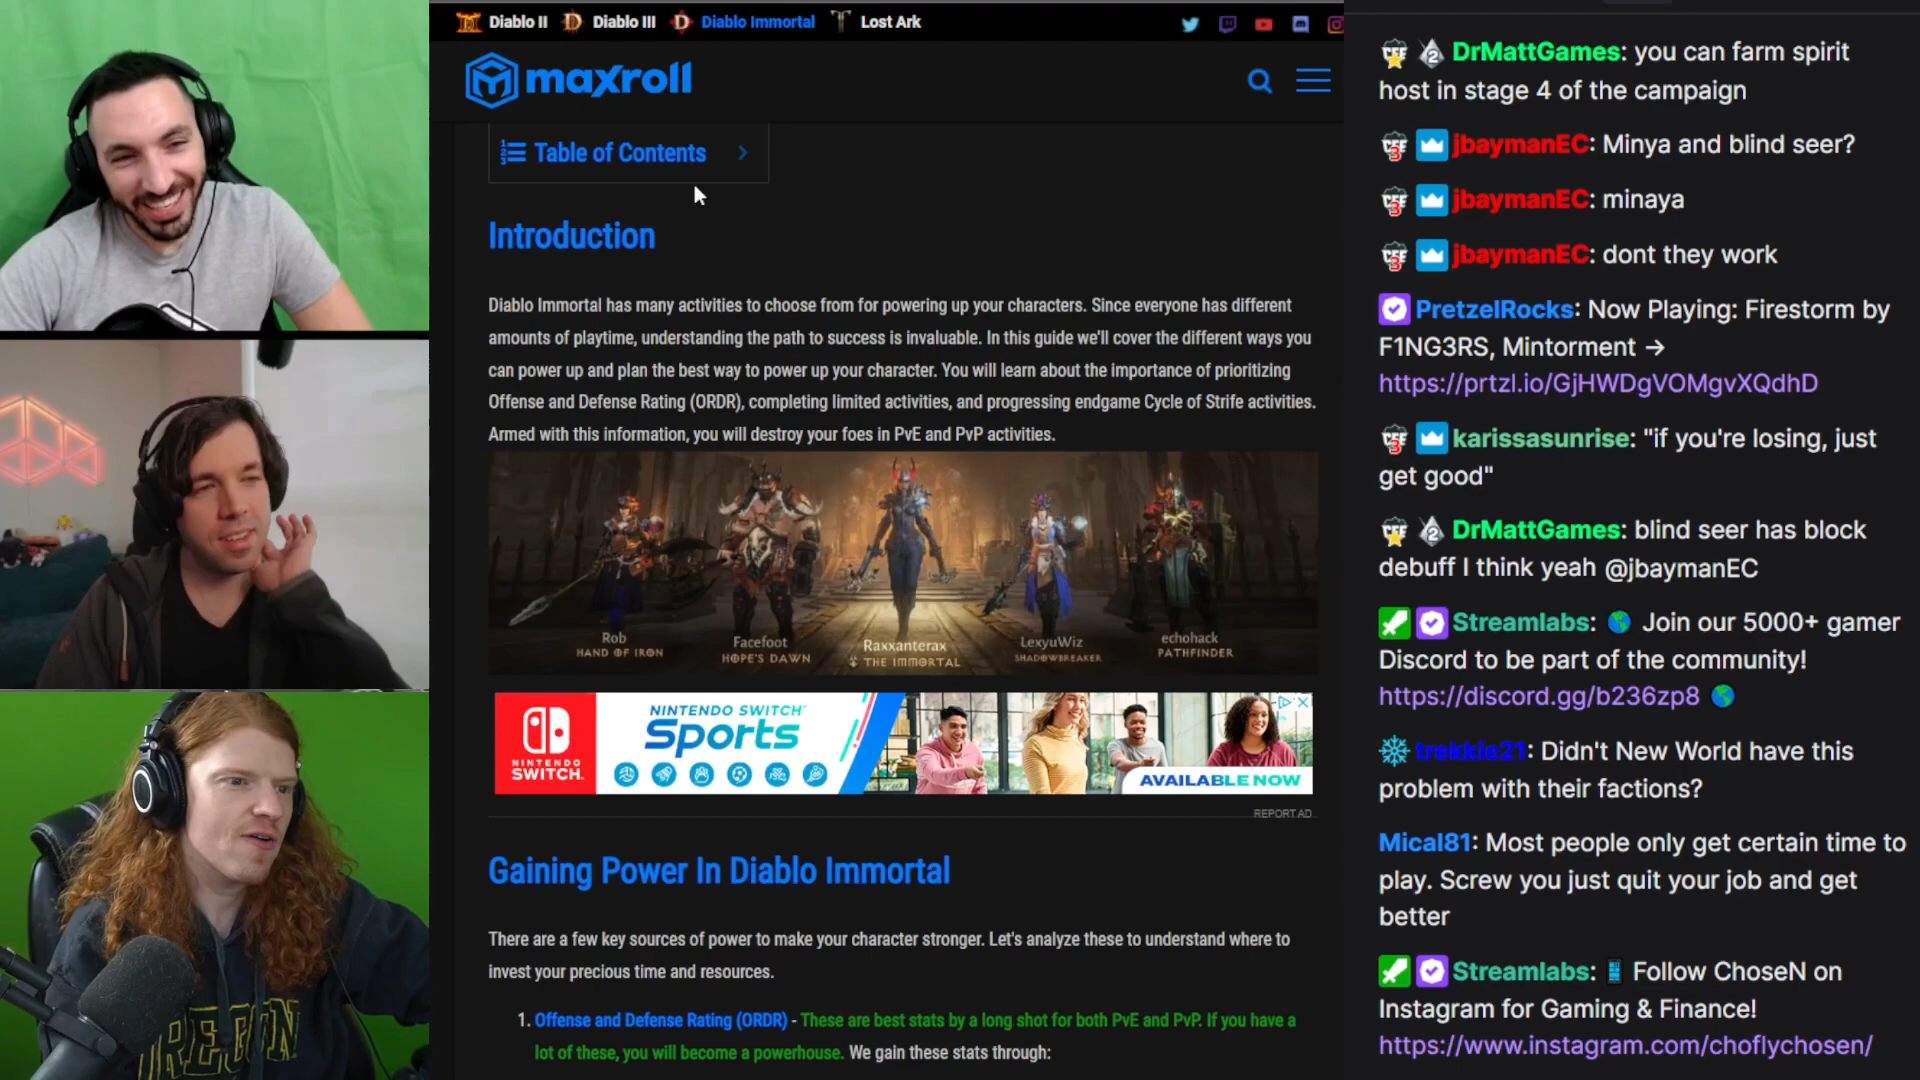 Diablo II Diablo III Diablo Immortal Lost Ark
maxroll
Table of Contents
Introduction
Diablo Immortal has many activities to choose from for powering up your characters. Since everyone has different
amounts of playtime, understanding the path to success is invaluable. In this guide we'll cover the different ways you
can power up and plan the best way to power up your character. You will learn about the importance of prioritizing
Offense and Defense Rating (ORDR), completing limited activities, and progressing endgame Cycle of Strife activities.
Armed with this information, you will destroy your foes in PvE and PvP activities.
Rob
HAND OF IRON
Facefoot
HOPE'S DAWN
Raxxanterax
THE IMMORTAL
LexyuWiz
SHADOWBREAKER
echohack
PATHFINDER
NINTENDO
SWITCH
NINTENDO SWITCH
Sports
AVAILABLE NOW
REPORT AD
Gaining Power In Diablo Immortal
There are a few key sources of power to make your character stronger. Let's analyze these to understand where to
invest your precious time and resources.
1. Offense and Defense Rating (ORDR) - These are best stats by a long shot for both PvE and PvP. If you have a
lot of these, you will become a powerhouse. We gain these stats through:
DrMattGames: you can farm spirit
host in stage 4 of the campaign
jbaymanEC: Minya and blind seer?
jbaymanEC: minaya
jbaymanEC: dont they work
PretzelRocks: Now Playing: Firestorm by
F1NG3RS, Mintorment →
https://prtzl.io/GjHWDgVOMgvXQdhD
karissasunrise: "if you're losing, just
get good"
DrMattGames: blind seer has block
debuff I think yeah @jbaymanEC
Streamlabs: 🌎 Join our 5000+ gamer
Discord to be part of the community!
https://discord.gg/b236zp8 🌎
trekkie21: Didn't New World have this
problem with their factions?
Mical81: Most people only get certain time to
play. Screw you just quit your job and get
better
Streamlabs: 📱 Follow ChoseN on
Instagram for Gaming & Finance!
https://www.instagram.com/choflychosen/